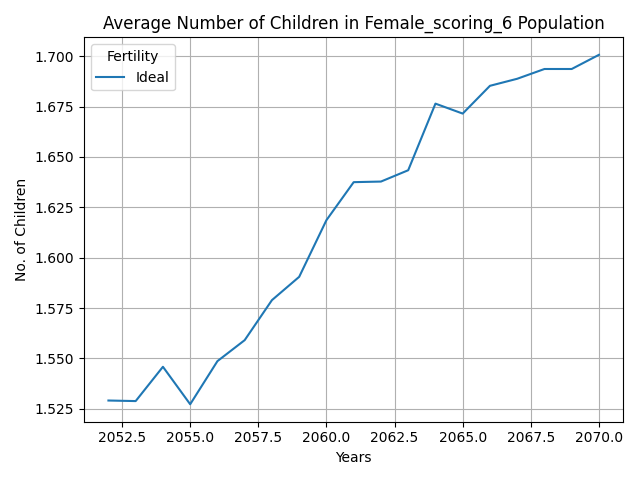 Average Number of Children in Female_scoring_6 Population
Fertility
Ideal
No. of Children
1.700
1.675
1.650
1.625
1.600
1.575
1.550
1.525
2052.5 2055.0 2057.5 2060.0 2062.5 2065.0 2067.5 2070.0
Years